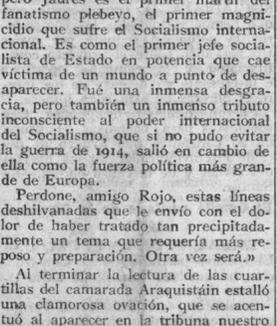 pero Jaurès es el primer mártir del
fanatismo plebeyo, el primer magni-
cidio que sufre el Socialismo interna-
cional. Es como el primer jefe socia-
lista de Estado en potencia que cae
víctima de un mundo a punto de des-
aparecer. Fué una inmensa desgra-
cia, pero también un inmenso tributo
inconsciente al poder internacional
del Socialismo, que si no pudo evitar
la guerra de 1914, salió en cambio de
ella como la fuerza política más gran-
de de Europa.
Perdone, amigo Rojo, estas líneas
deshilvanadas que le envío con el do-
lor de haber tratado tan precipitada-
mente un tema que requería más re-
poso y preparación. Otra vez será.»
Al terminar la lectura de las cuar-
tillas del camarada Araquistáin estalló
una clamorosa ovación, que se acen-
tuó al aparecer en la tribuna nuestro